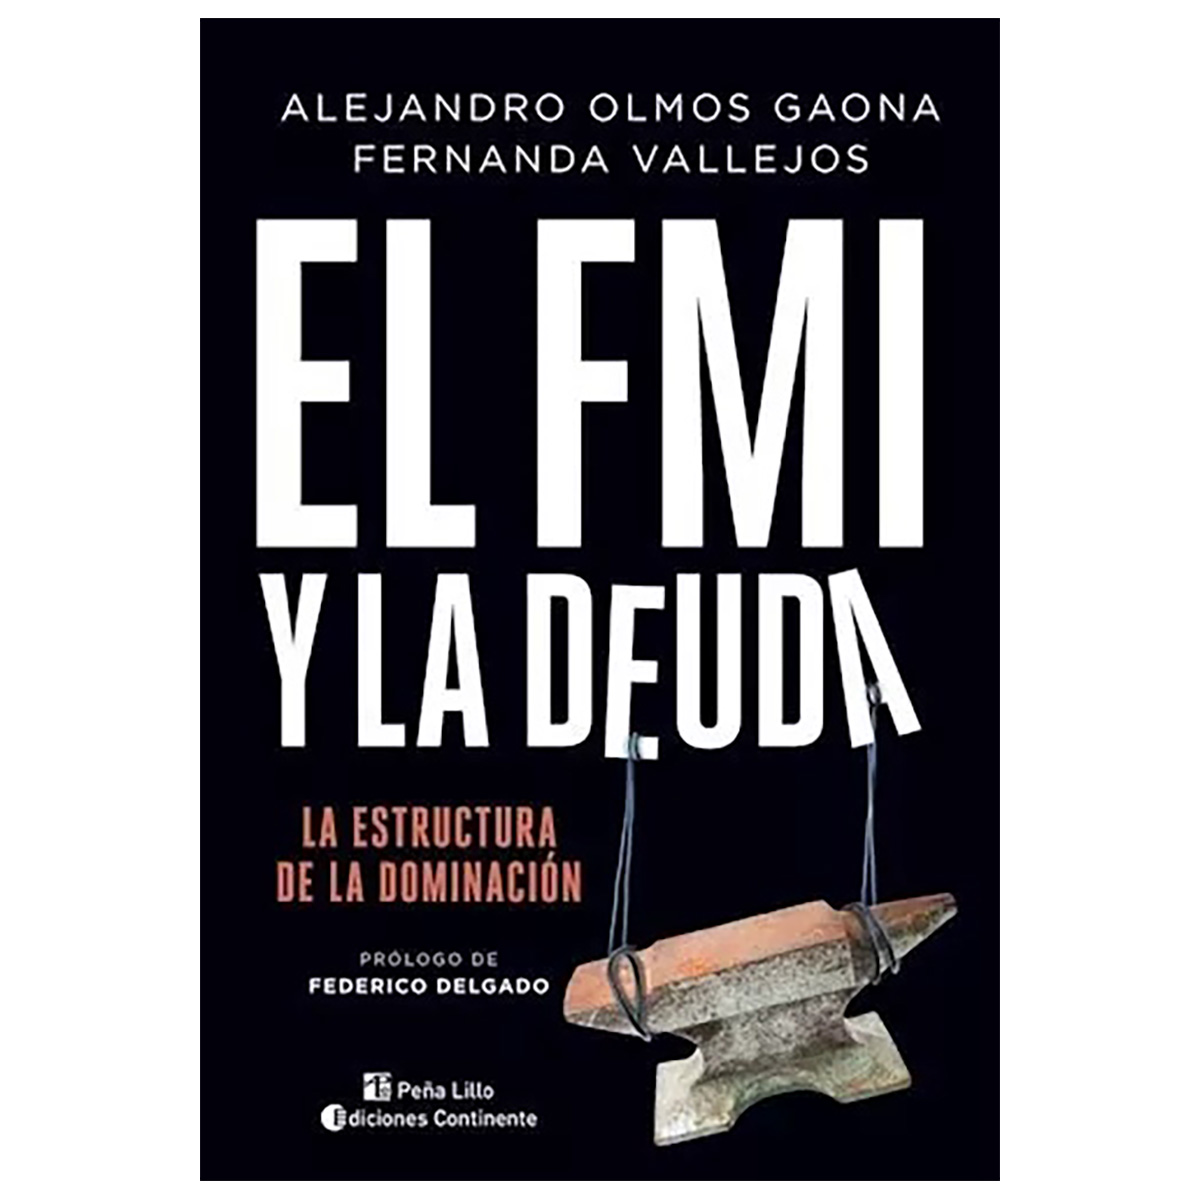 ALEJANDRO OLMOS GAONA
FERNANDA VALLEJOS
EL FMI
Y LA DEUDA
LA ESTRUCTURA
DE LA DOMINACIÓN
PRÓLOGO DE
FEDERICO DELGADO
Peña Lillo
Ediciones Continente